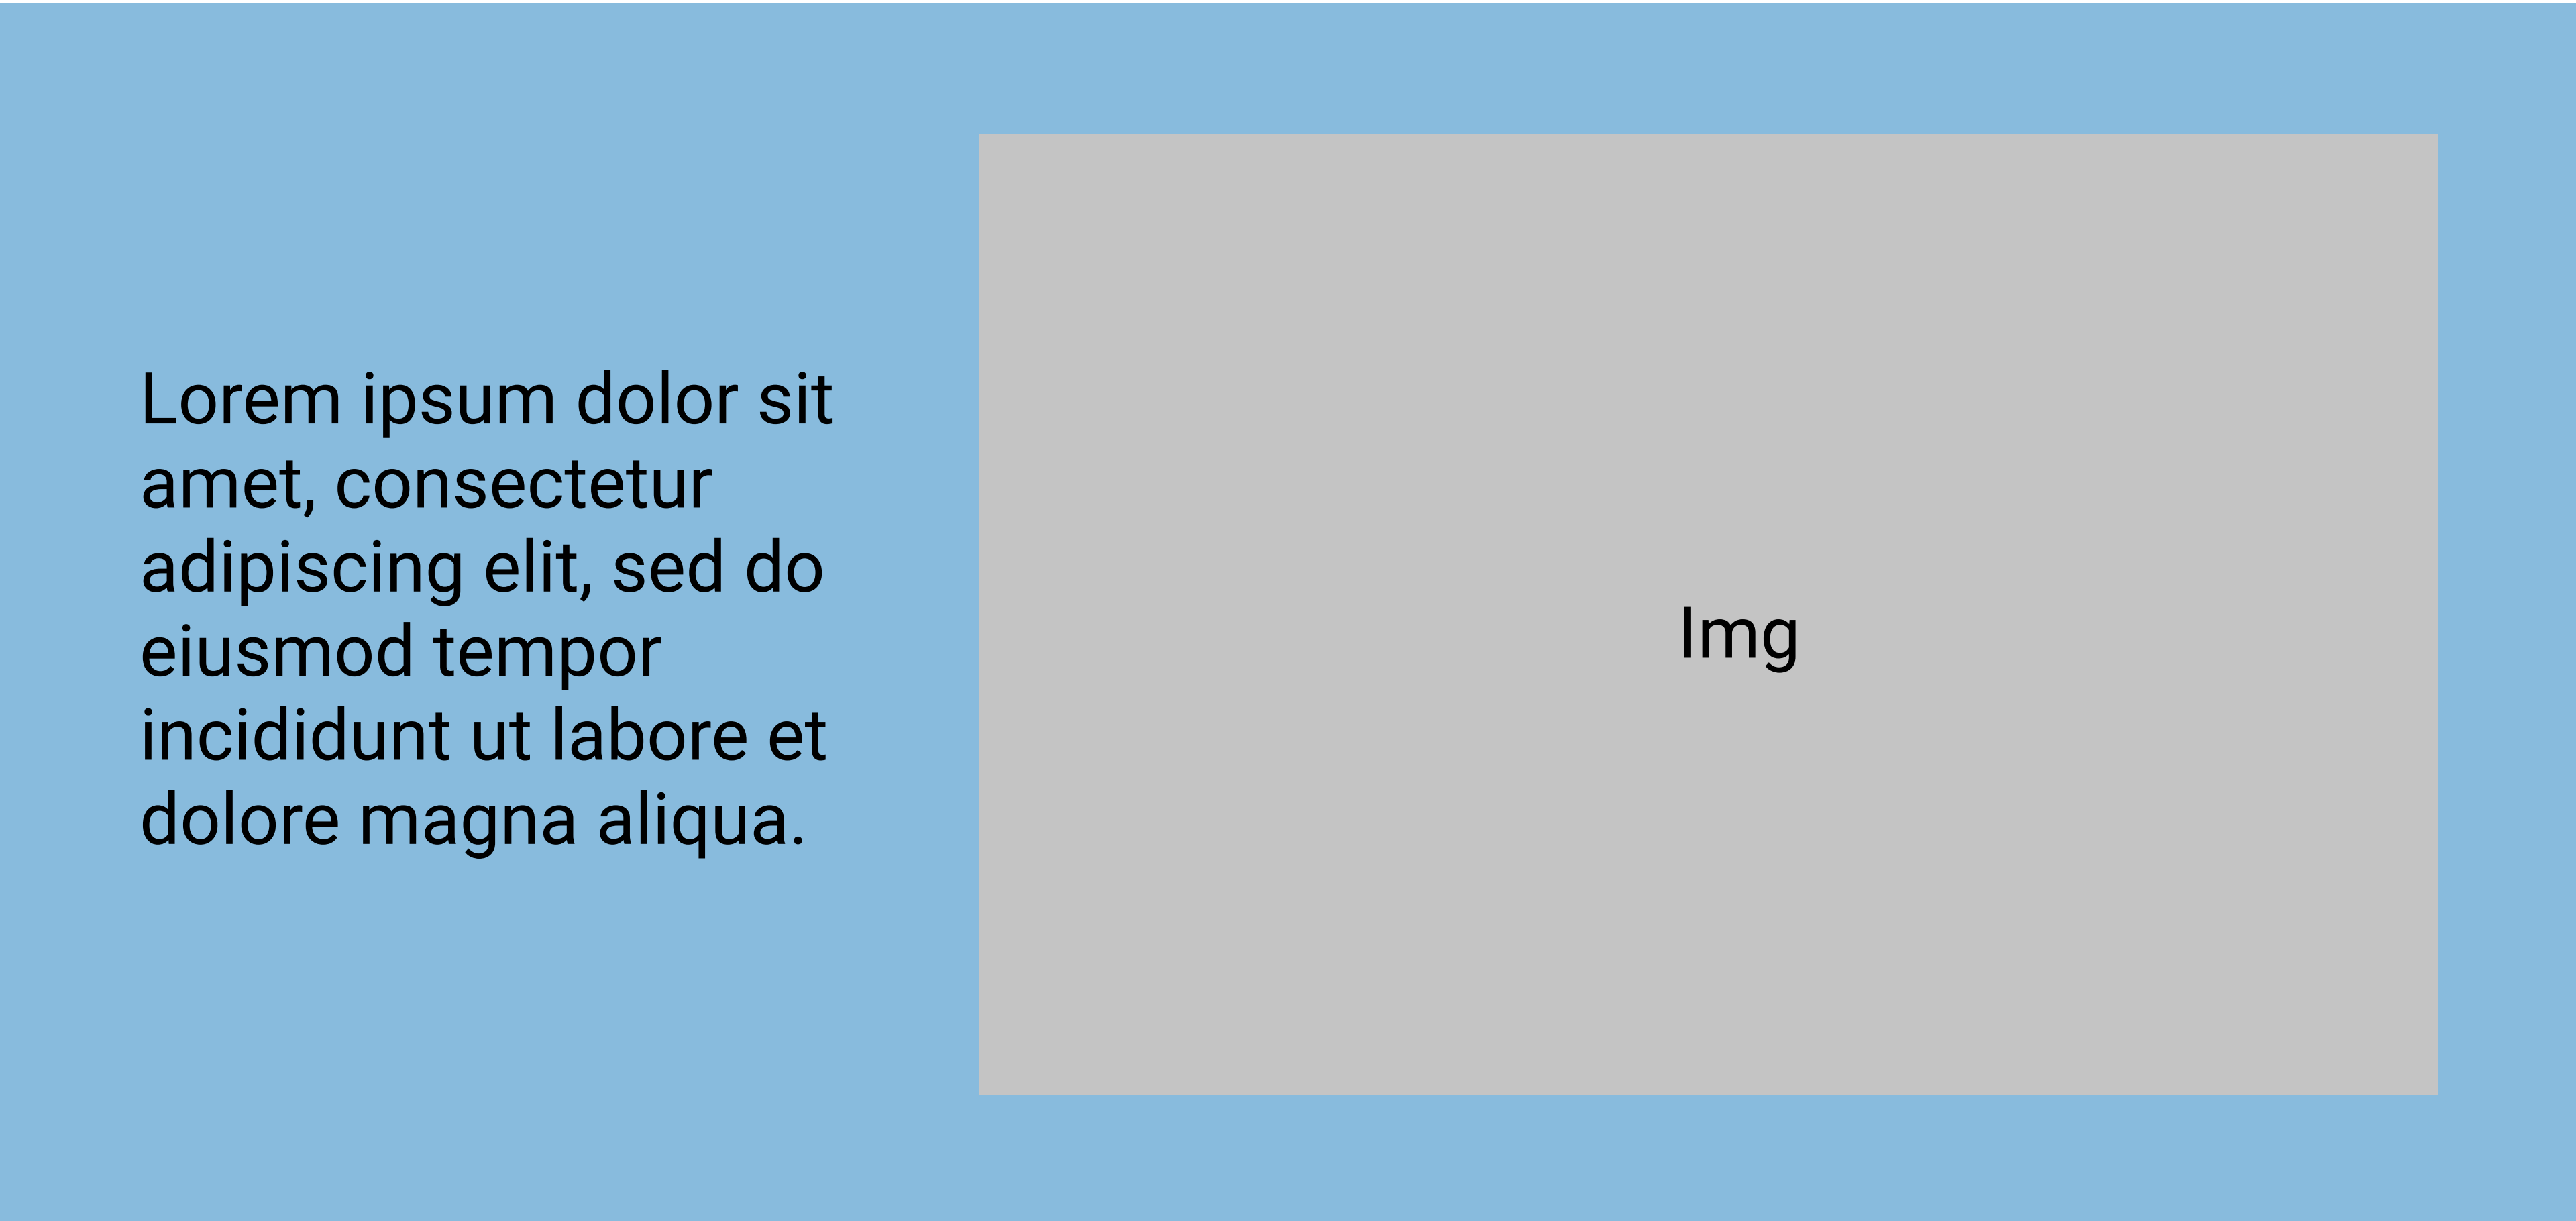 Lorem ipsum dolor sit
amet, consectetur
adipiscing elit, sed do
eiusmod tempor
incididunt ut labore et
dolore magna aliqua.
Img